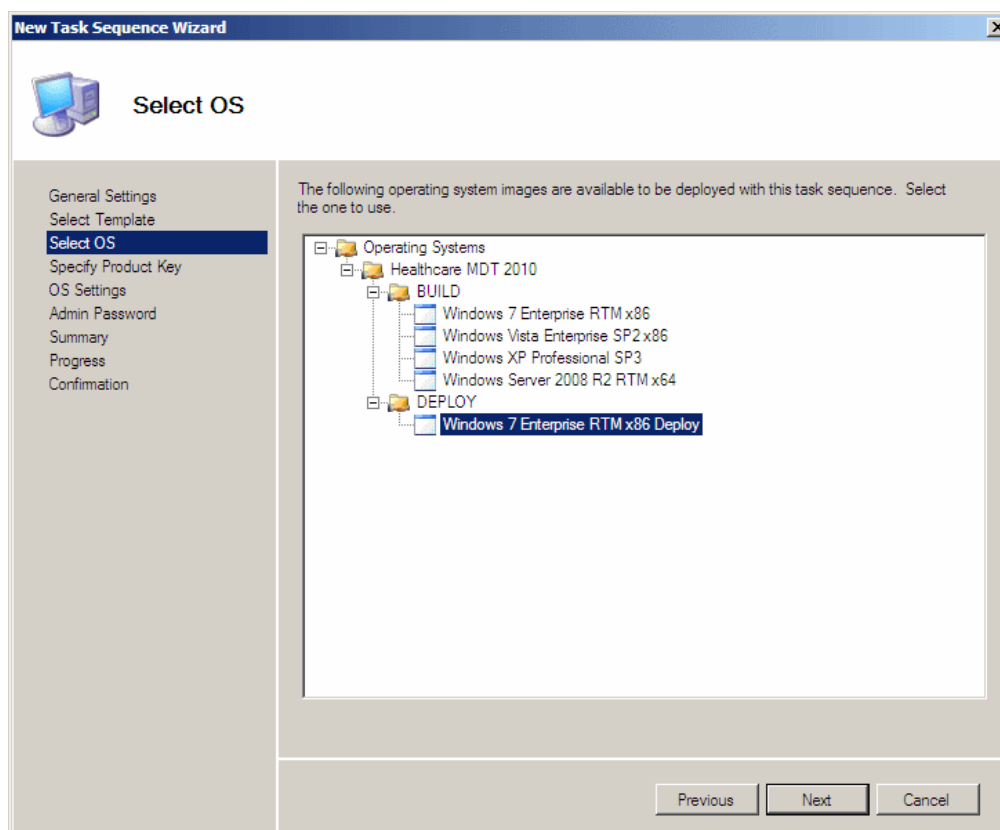 New Task Sequence Wizard
Select OS
General Settings
Select Template
Select OS
Specify Product Key
OS Settings
Admin Password
Summary
Progress
Confirmation
The following operating system images are available to be deployed with this task sequence.  Select
the one to use.
Operating Systems
Healthcare MDT 2010
BUILD
Windows 7 Enterprise RTM x86
Windows Vista Enterprise SP2 x86
Windows XP Professional SP3
Windows Server 2008 R2 RTM x64
DEPLOY
Windows 7 Enterprise RTM x86 Deploy
Previous
Next
Cancel